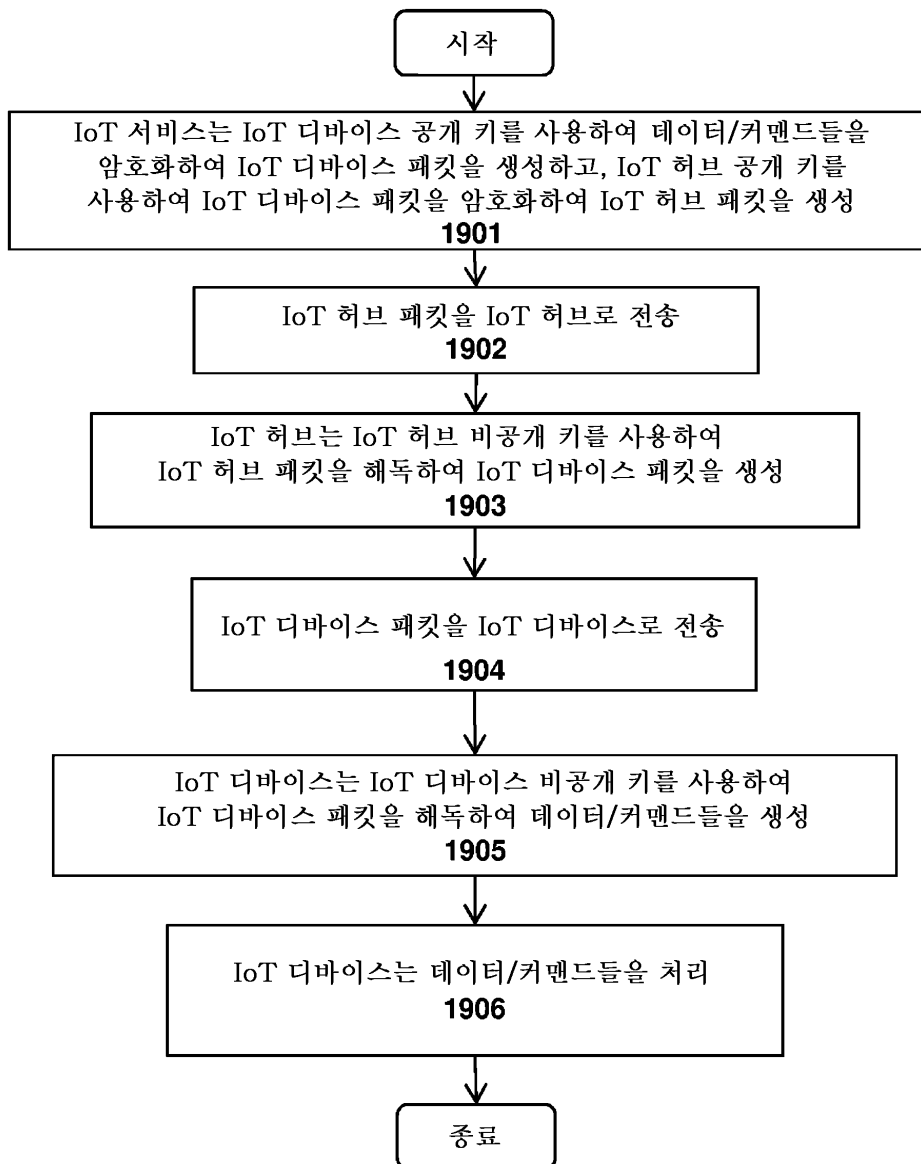 시작
IoT 서비스는 IoT 디바이스 공개 키를 사용하여 데이터/커맨드들을
암호화하여 IoT 디바이스 패킷을 생성하고, IoT 허브 공개 키를
사용하여 IoT 디바이스 패킷을 암호화하여 IoT 허브 패킷을 생성
1901
IoT 허브 패킷을 IoT 허브로 전송
1902
IoT 허브는 IoT 허브 비공개 키를 사용하여
IoT 허브 패킷을 해독하여 IoT 디바이스 패킷을 생성
1903
IoT 디바이스 패킷을 IoT 디바이스로 전송
1904
IoT 디바이스는 IoT 디바이스 비공개 키를 사용하여
IoT 디바이스 패킷을 해독하여 데이터/커맨드들을 생성
1905
IoT 디바이스는 데이터/커맨드들을 처리
1906
종료